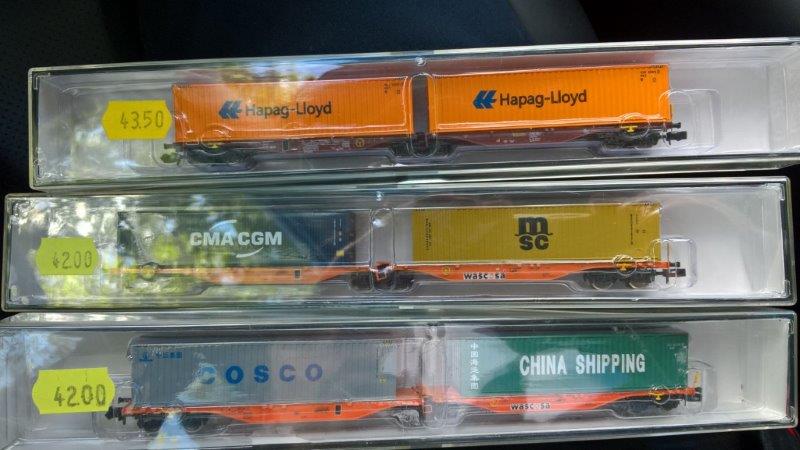 43.50
Hapag-Lloyd
Hapag-Lloyd
42.00
CMA CGM
msc
wascosa
42.00
COSCO
中国海运集团
CHINA SHIPPING
wascosa